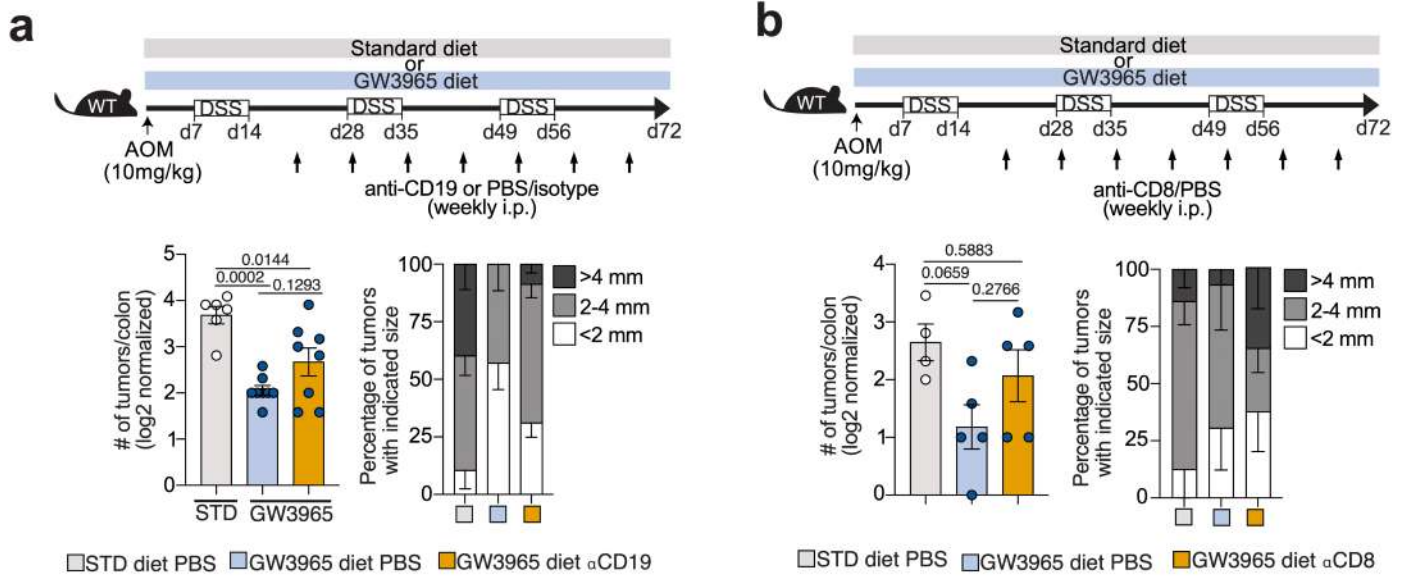 a
Standard diet
or
GW3965 diet
WT
DSS DSS DSS
d7 d14 d28 d35 d49 d56 d72
AOM
(10mg/kg)
anti-CD19 or PBS/isotype
(weekly i.p.)
# of tumors/colon
(log2 normalized)
5
4
3
2
1
0
0.0144
0.0002
0.1293
STD GW3965
Percentage of tumors
with indicated size
100
75
50
25
0
>4 mm
2-4 mm
<2 mm
STD diet PBS GW3965 diet PBS GW3965 diet αCD19
b
Standard diet
or
GW3965 diet
WT
DSS DSS DSS
d7 d14 d28 d35 d49 d56 d72
AOM
(10mg/kg)
anti-CD8/PBS
(weekly i.p.)
# of tumors/colon
(log2 normalized)
4
3
2
1
0
0.5883
0.0659
0.2766
Percentage of tumors
with indicated size
100
75
50
25
0
>4 mm
2-4 mm
<2 mm
STD diet PBS GW3965 diet PBS GW3965 diet αCD8